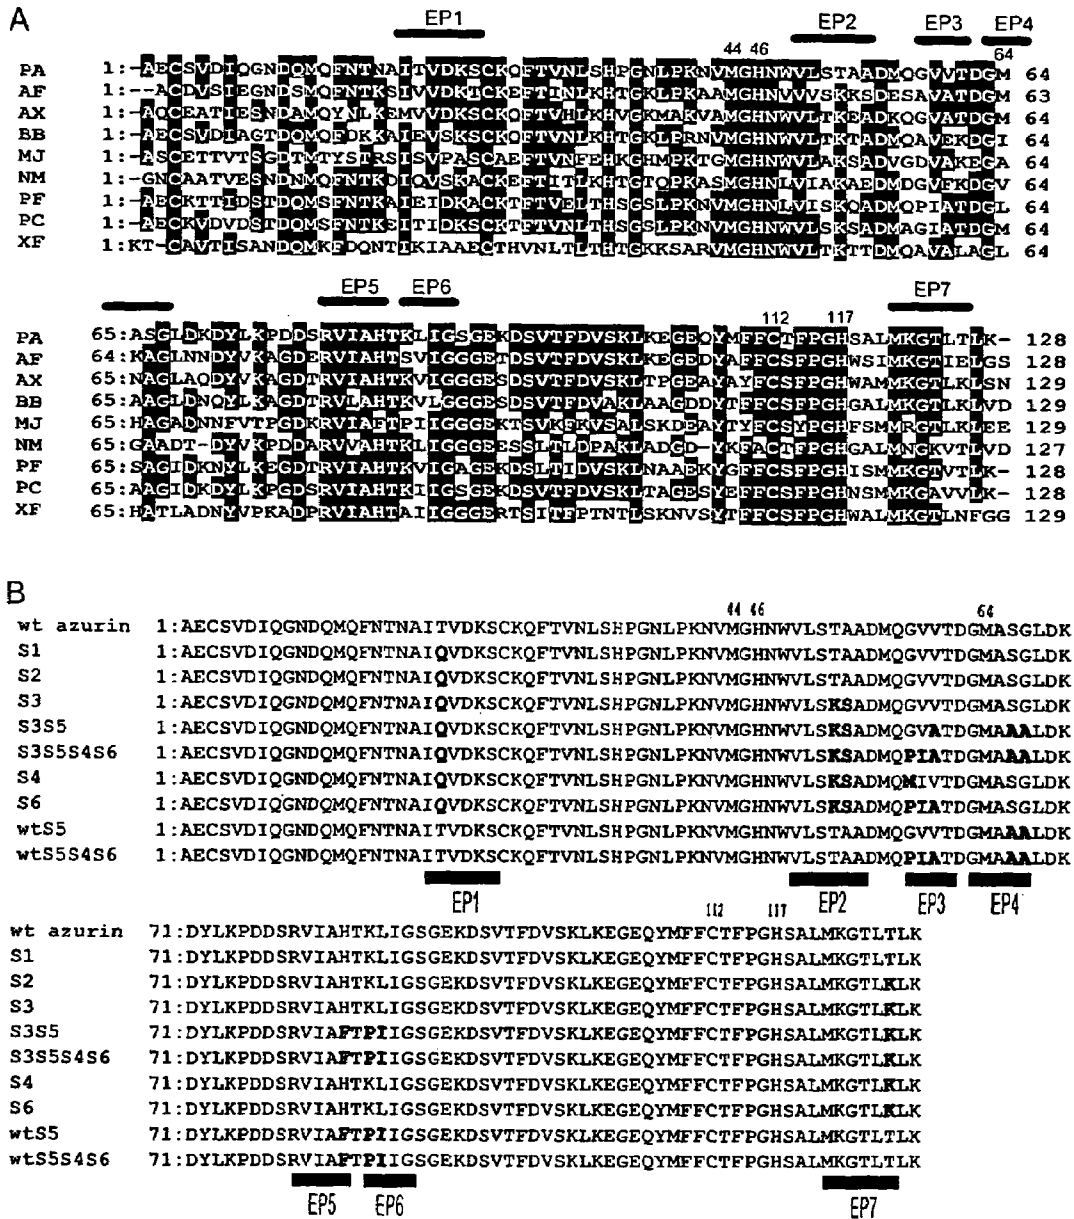 A
EP1 EP2 EP3 EP4
44 46 64
PA 1:-AECSVDIQGNDQMQFNTNAITVDKSCKQFTVNLSHPGNLPKNVMGHNWVLSTAADMQGVVTDGM 64
AF 1:--ACDVSIEGNDSMQFNTKSIVVDKTCKEFTINLKHTGKLPKAAMGHNVVVSKKSDESAVATDGM 63
AX 1:-AQCEATIESNDAMQYNLKEMVVDKSCKQFTVHLKHVGKMAKVAMGHNWVLTKEADKQGVATDGM 64
BB 1:-AECSVDIAGTDQMQFDKKAIEVSKSCKQFTVNLKHTGKLPRNVMGHNWVLTKTADMQAVEKDGI 64
MJ 1:-ASCETTVTSGDTMTYSTRSISVPASCAEFTVNFEHKGHMPKTGMGHNWVLAKSADVGDVAKEGA 64
NM 1:-GNCAATVESNDNMQFNTKDIQVSKACKEFTITLKHTGTQPKASMGHNLVIAKAEDMDGVFKDGV 64
PF 1:-AECKTTIDSTDQMSFNTKAIEIDKACKTFTVELTHSGSLPKNVMGHNLVISKQADMQPIATDGL 64
PC 1:-AECKVDVDSTDQMSFNTKEITIDKSCKTFTVNLTHSGSLPKNVMGHNWVLSKSADMAGIATDGM 64
XF 1:KT-CAVTISANDQMKFDQNTIKIAAECTHVNLTLTHTGKKSARVMGHNWVLTKTTDMQAVALAGL 64
EP5 EP6 EP7
112 117
PA 65:ASGLDKDYLKPDDSRVIAHTKLIGSGEKDSVTFDVSKLKEGEQYMFFCTFPGHSALMKGTLTLK- 128
AF 64:KAGLNNDYVKAGDERVIAHTSVIGGGETDSVTFDVSKLKEGEDYAFFCSFPGHWSIMKGTIELGS 128
AX 65:NAGLAQDYVKAGDTRVIAHTKVIGGGESDSVTFDVSKLTPGEAYAYFCSFPGHWAMMKGTLKLSN 129
BB 65:AAGLDNQYLKAGDTRVLAHTKVLGGGESDSVTFDVAKLAAGDDYTFFCSFPGHGALMKGTLKLVD 129
MJ 65:HAGADNNFVTPGDKRVIAFTPIIGGGEKTSVKFKVSALSKDEAYTYFCSYPGHFSMMRGTLKLEE 129
NM 65:GAADT-DYVKPDDARVVAHTKLIGGGEESSLTLDPAKLADGD-YKFACTFPGHGALMNGKVTLVD 127
PF 65:SAGIDKNYLKEGDTRVIAHTKVIGAGEKDSLTIDVSKLNAAEKYGFFCSFPGHISMMKGTVTLK- 128
PC 65:AAGIDKDYLKPGDSRVIAHTKIIGSGEKDSVTFDVSKLTAGESYEFFCSFPGHNSMMKGAVVLK- 128
XF 65:HATLADNYVPKADPRVIAHTAIIGGGERTSITFPTNTLSKNVSYTFFCSFPGHWALMKGTLNFGG 129
B
44 46 64
wt azurin 1:AECSVDIQGNDQMQFNTNAITVDKSCKQFTVNLSHPGNLPKNVMGHNWVLSTAADMQGVVTDGMASGLDK
S1 1:AECSVDIQGNDQMQFNTNAIQVDKSCKQFTVNLSHPGNLPKNVMGHNWVLSTAADMQGVVTDGMASGLDK
S2 1:AECSVDIQGNDQMQFNTNAITVDKSCKQFTVNLSHPGNLPKNVMGHNWVLSTAADMQGVVTDGMASGLDK
S3 1:AECSVDIQGNDQMQFNTNAIQVDKSCKQFTVNLSHPGNLPKNVMGHNWVLSKSADMQGVVTDGMASGLDK
S3S5 1:AECSVDIQGNDQMQFNTNAIQVDKSCKQFTVNLSHPGNLPKNVMGHNWVLSKSADMQGVATDGMAAALDK
S3S5S4S6 1:AECSVDIQGNDQMQFNTNAIQVDKSCKQFTVNLSHPGNLPKNVMGHNWVLSKSADMQPIATDGMAAALDK
S4 1:AECSVDIQGNDQMQFNTNAIQVDKSCKQFTVNLSHPGNLPKNVMGHNWVLSKSADMQMIVTDGMASGLDK
S6 1:AECSVDIQGNDQMQFNTNAIQVDKSCKQFTVNLSHPGNLPKNVMGHNWVLSKSADMQPIATDGMASGLDK
wtS5 1:AECSVDIQGNDQMQFNTNAITVDKSCKQFTVNLSHPGNLPKNVMGHNWVLSTAADMQGVVTDGMAAALDK
wtS5S4S6 1:AECSVDIQGNDQMQFNTNAITVDKSCKQFTVNLSHPGNLPKNVMGHNWVLSTAADMQPIATDGMAAALDK
EP1 EP2 EP3 EP4
112 117
wt azurin 71:DYLKPDDSRVIAHTKLIGSGEKDSVTFDVSKLKEGEQYMFFCTFPGHSALMKGTLTLK
S1 71:DYLKPDDSRVIAHTKLIGSGEKDSVTFDVSKLKEGEQYMFFCTFPGHSALMKGTLTLK
S2 71:DYLKPDDSRVIAHTKLIGSGEKDSVTFDVSKLKEGEQYMFFCTFPGHSALMKGTLKLK
S3 71:DYLKPDDSRVIAHTKLIGSGEKDSVTFDVSKLKEGEQYMFFCTFPGHSALMKGTLKLK
S3S5 71:DYLKPDDSRVIAFTPIIGSGEKDSVTFDVSKLKEGEQYMFFCTFPGHSALMKGTLKLK
S3S5S4S6 71:DYLKPDDSRVIAFTPIIGSGEKDSVTFDVSKLKEGEQYMFFCTFPGHSALMKGTLKLK
S4 71:DYLKPDDSRVIAHTKLIGSGEKDSVTFDVSKLKEGEQYMFFCTFPGHSALMKGTLKLK
S6 71:DYLKPDDSRVIAHTKLIGSGEKDSVTFDVSKLKEGEQYMFFCTFPGHSALMKGTLKLK
wtS5 71:DYLKPDDSRVIAFTPIIGSGEKDSVTFDVSKLKEGEQYMFFCTFPGHSALMKGTLTLK
wtS5S4S6 71:DYLKPDDSRVIAFTPIIGSGEKDSVTFDVSKLKEGEQYMFFCTFPGHSALMKGTLTLK
EP5 EP6 EP7